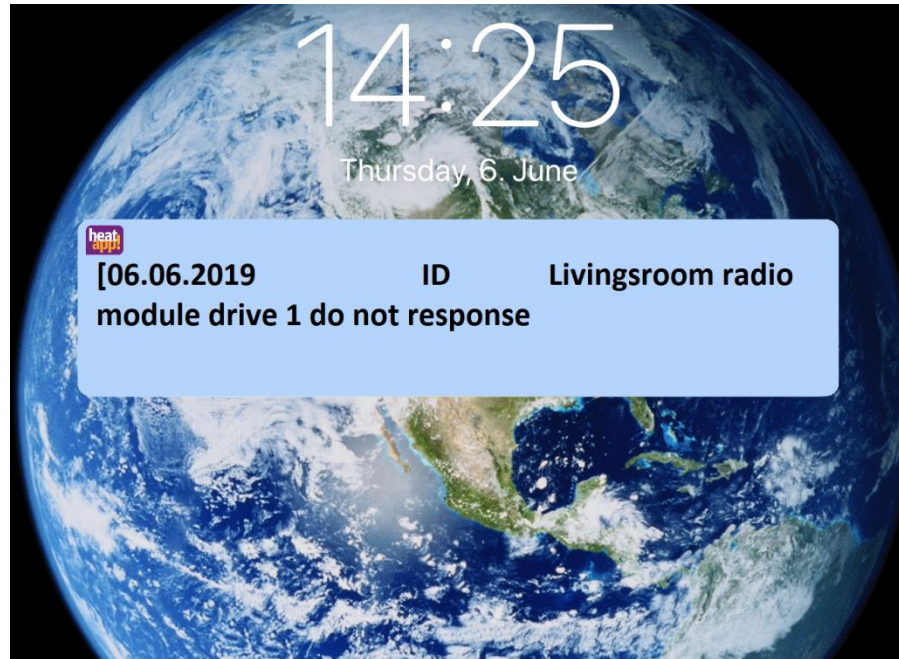 14:25
Thursday, 6. June
heat
app!
[06.06.2019 ID Livingsroom radio
module drive 1 do not response